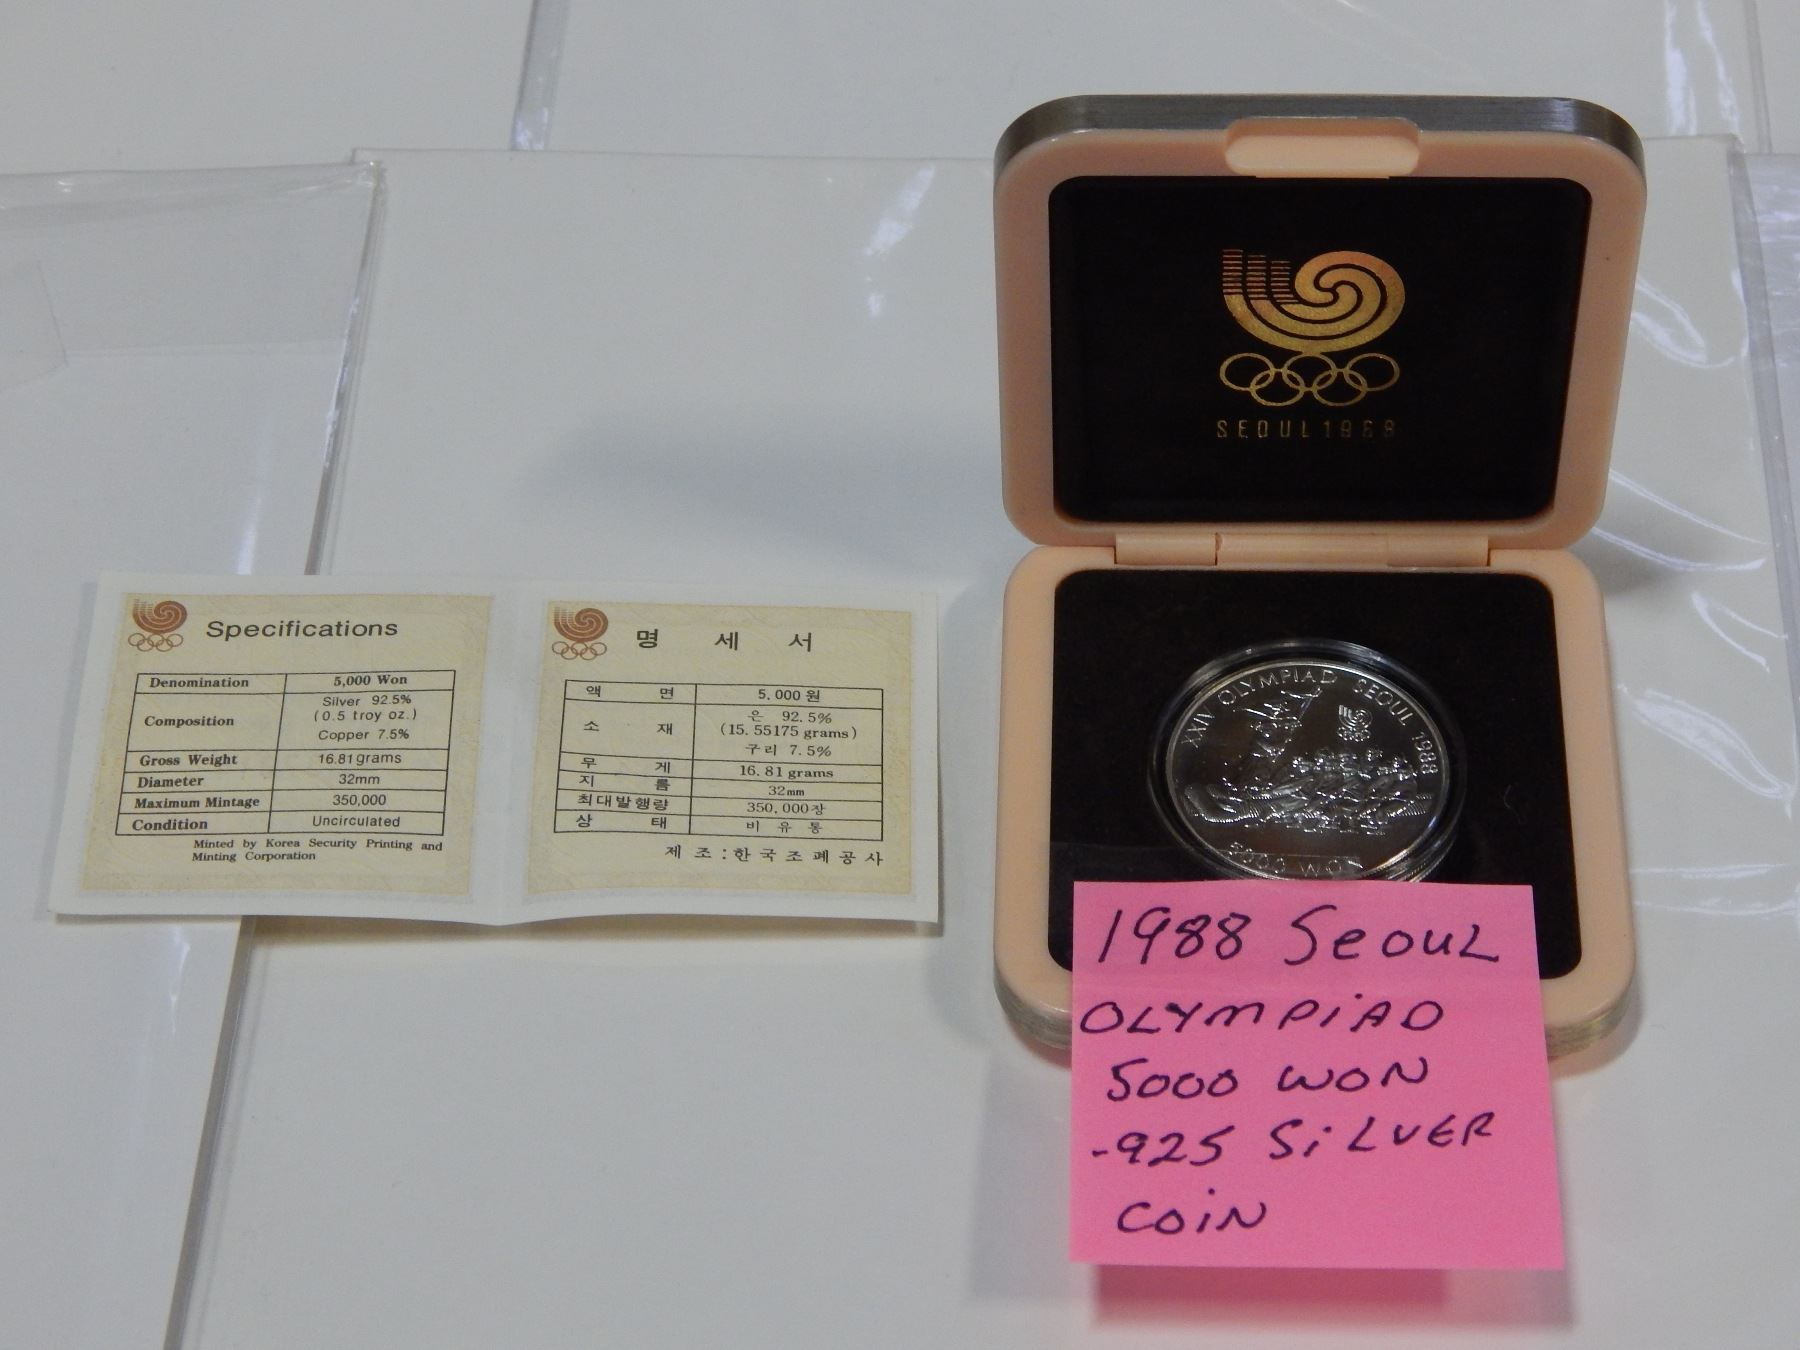 Specifications
Denomination 5,000 Won
Composition Silver 92.5%
(0.5 troy oz.)
Copper 7.5%
Gross Weight 16.81grams
Diameter 32mm
Maximum Mintage 350,000
Condition Uncirculated
Minted by Korea Security Printing and
Minting Corporation
명 세 서
액 면 5,000원
소 재 은 92.5%
(15.55175 grams)
구리 7.5%
무 게 16.81 grams
지 름 32mm
최대발행량 350,000장
상 태 비 유 통
제 조 : 한국조폐공사
SEOUL 1988
XXIV OLYMPIAD SEOUL 1988
5000 WON
1988 Seoul
OLYMPiAD
5000 WON
.925 SiLVER
COiN